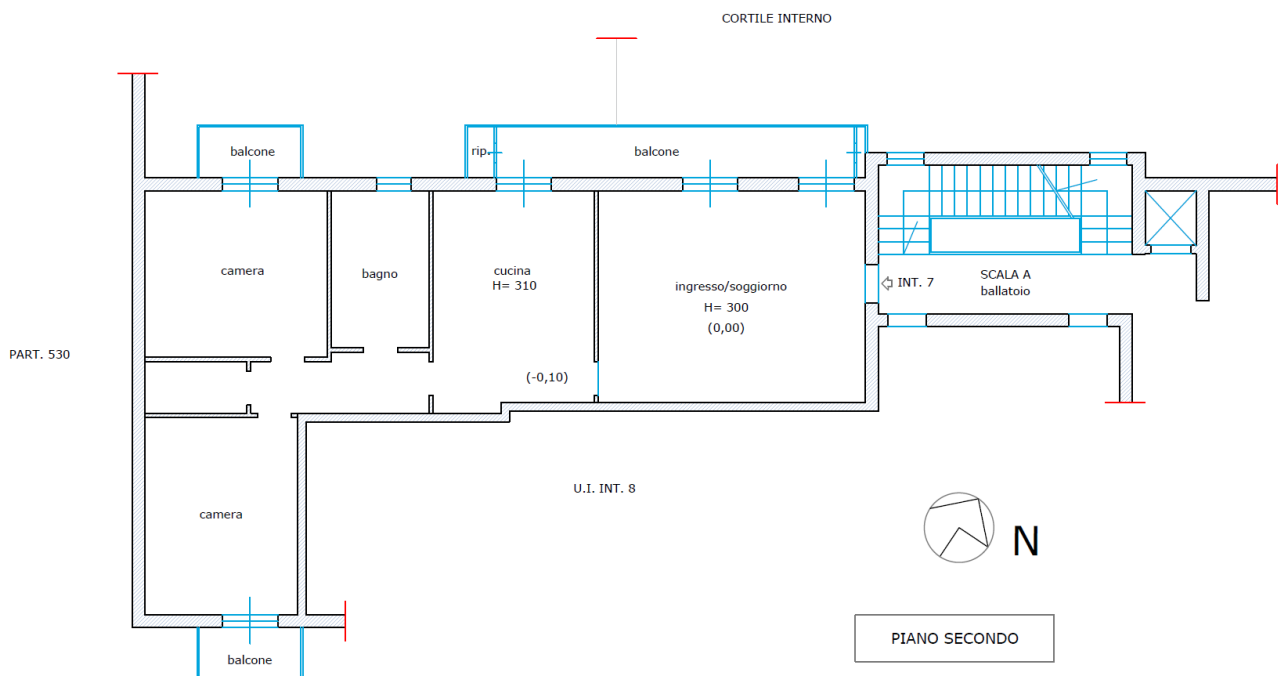 CORTILE INTERNO
balcone
rip.
balcone
camera
bagno
cucina
H= 310
ingresso/soggiorno
H= 300
(0,00)
INT. 7
SCALA A
ballatoio
PART. 530
(-0,10)
U.I. INT. 8
camera
N
PIANO SECONDO
balcone